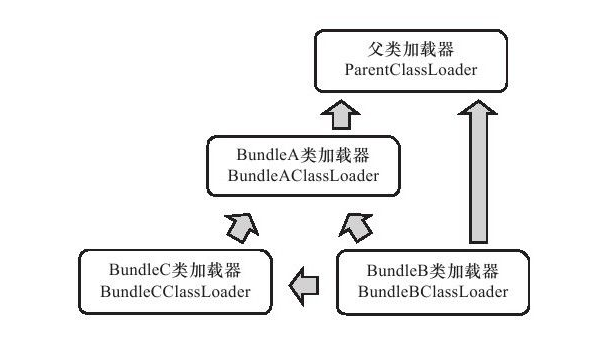 父类加载器
ParentClassLoader
BundleA类加载器
BundleAClassLoader
BundleC类加载器
BundleCClassLoader
BundleB类加载器
BundleBClassLoader